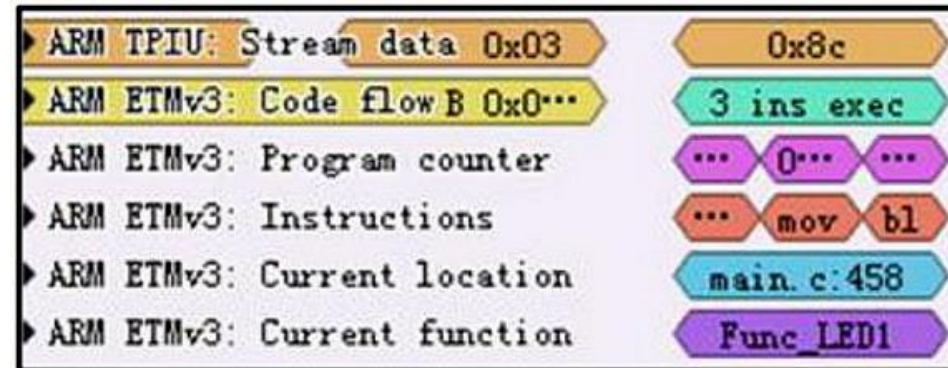 ARM TPIU: Stream data 0x03 0x8c
ARM ETMv3: Code flow B 0x0··· 3 ins exec
ARM ETMv3: Program counter ··· 0··· ···
ARM ETMv3: Instructions ··· mov bl
ARM ETMv3: Current location main.c:458
ARM ETMv3: Current function Func_LED1